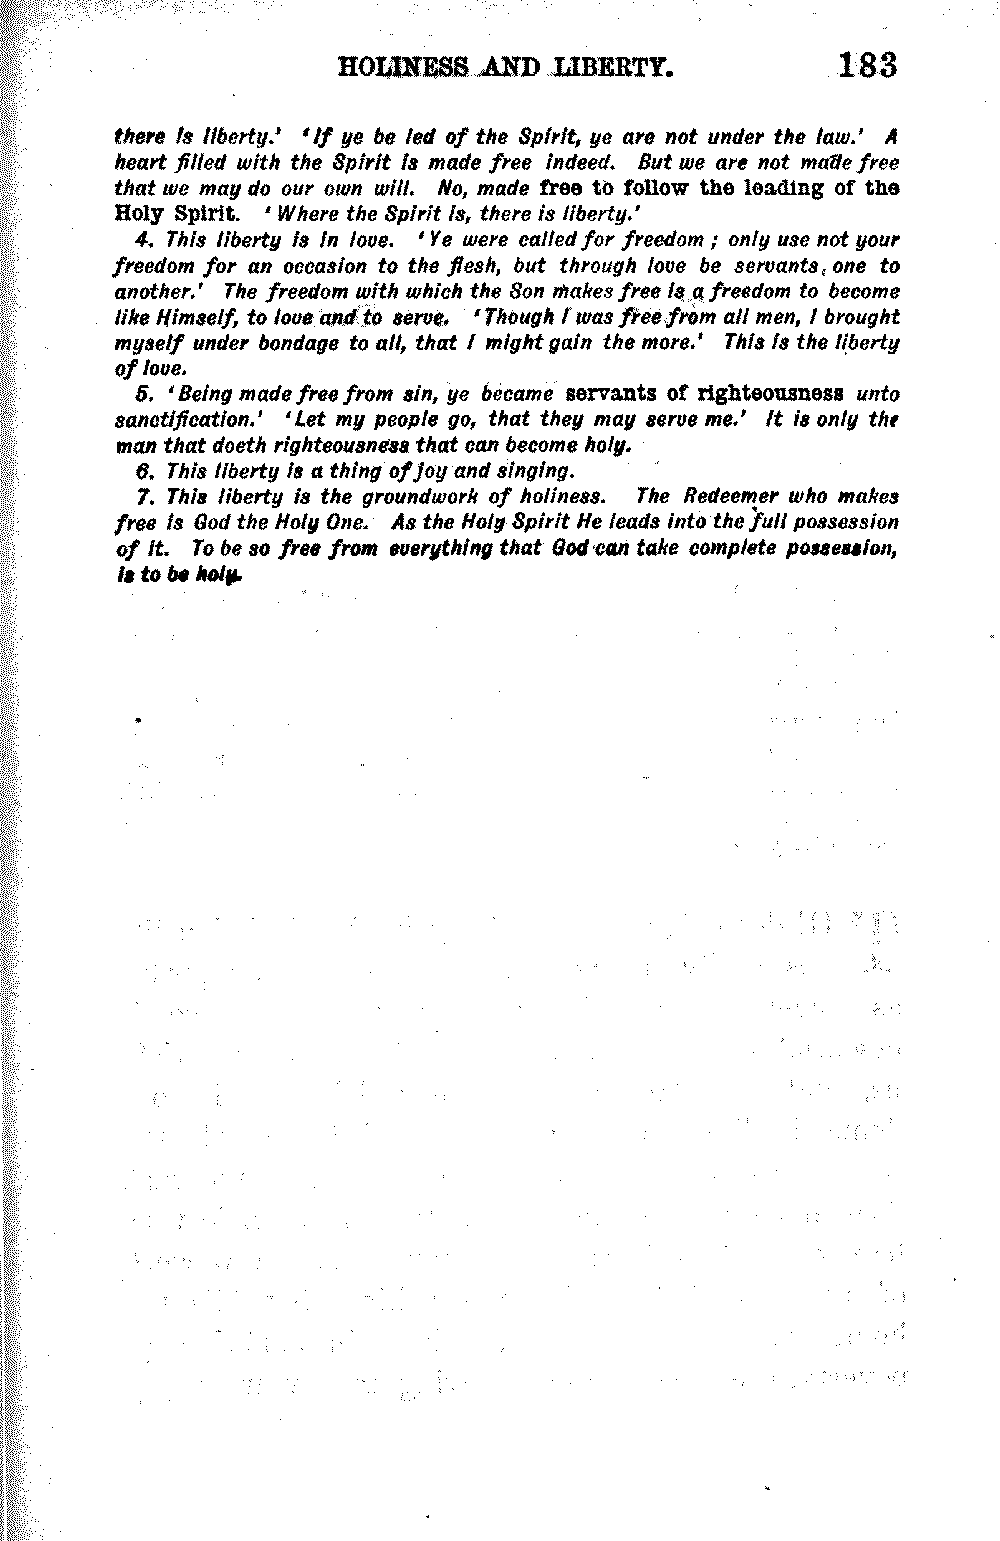 HOLINESS AND LIBERTY. 183
there is liberty.' 'If ye be led of the Spirit, ye are not under the law.' A
heart filled with the Spirit is made free indeed. But we are not made free
that we may do our own will. No, made free to follow the leading of the
Holy Spirit. 'Where the Spirit is, there is liberty.'
4. This liberty is in love. 'Ye were called for freedom; only use not your
freedom for an occasion to the flesh, but through love be servants one to
another.' The freedom with which the Son makes free is a freedom to become
like Himself, to love and to serve. 'Though I was free from all men, I brought
myself under bondage to all, that I might gain the more.' This is the liberty
of love.
5. 'Being made free from sin, ye became servants of righteousness unto
sanctification.' 'Let my people go, that they may serve me.' It is only the
man that doeth righteousness that can become holy.
6. This liberty is a thing of joy and singing.
7. This liberty is the groundwork of holiness. The Redeemer who makes
free is God the Holy One. As the Holy Spirit He leads into the full possession
of it. To be so free from everything that God can take complete possession,
is to be holy.